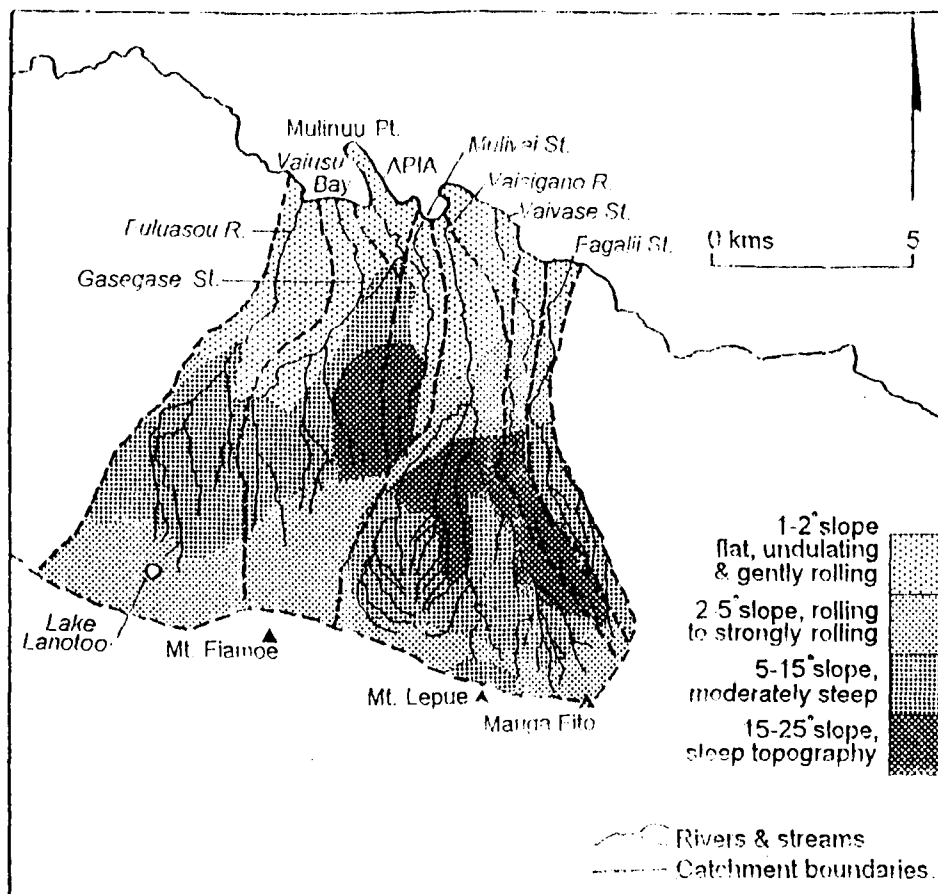 Mulinuu Pt.
Vaiusu
Bay
APIA
Mulivai St.
Vaisigano R.
Vaivase St.
Fuluasou R.
Fagalii St.
Gasegase St.
0 kms 5
Lake
Lanotoo
Mt. Fiamoe
Mt. Lepue
Mauga Fito
1-2° slope
flat, undulating
& gently rolling
2-5° slope, rolling
to strongly rolling
5-15° slope,
moderately steep
15-25° slope,
steep topography
Rivers & streams
Catchment boundaries.